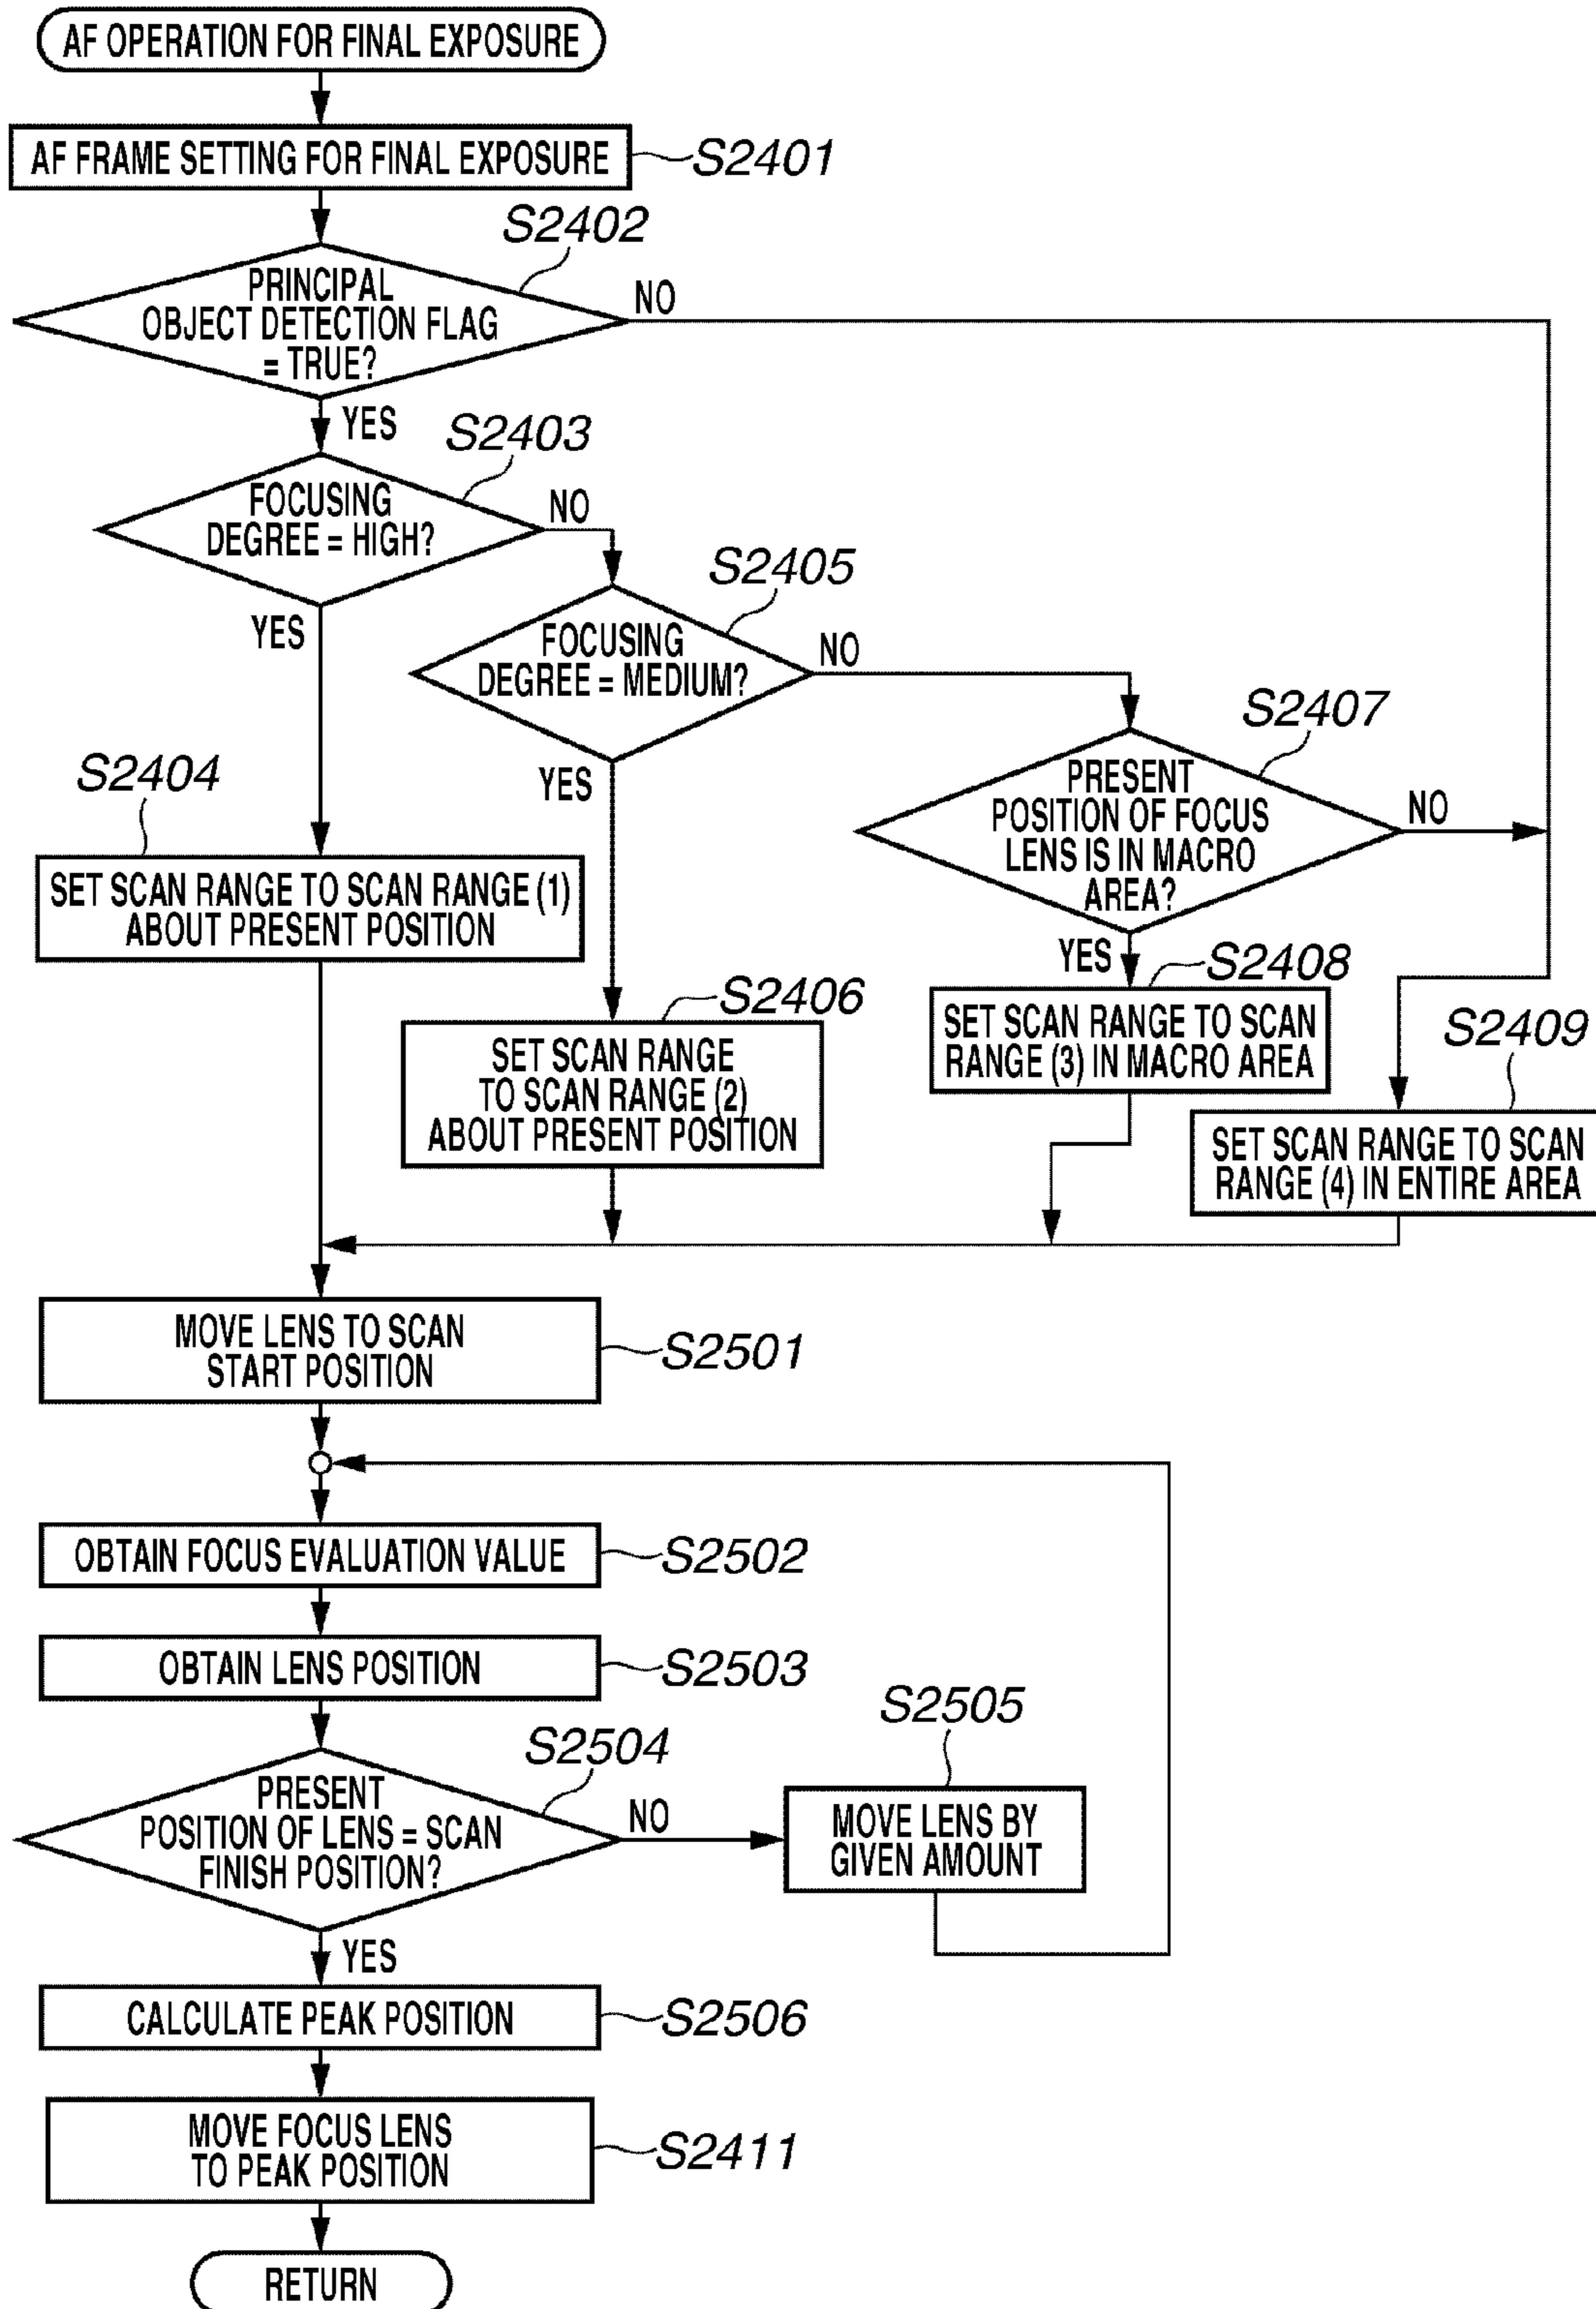 AF OPERATION FOR FINAL EXPOSURE
AF FRAME SETTING FOR FINAL EXPOSURE
S2401
S2402
PRINCIPAL
OBJECT DETECTION FLAG
= TRUE?
NO
YES
S2403
FOCUSING
DEGREE = HIGH?
NO
YES
S2405
FOCUSING
DEGREE = MEDIUM?
NO
YES
S2407
PRESENT
POSITION OF FOCUS
LENS IS IN MACRO
AREA?
NO
YES
S2404
SET SCAN RANGE TO SCAN RANGE (1)
ABOUT PRESENT POSITION
S2406
SET SCAN RANGE
TO SCAN RANGE (2)
ABOUT PRESENT POSITION
S2408
SET SCAN RANGE TO SCAN
RANGE (3) IN MACRO AREA
S2409
SET SCAN RANGE TO SCAN
RANGE (4) IN ENTIRE AREA
MOVE LENS TO SCAN
START POSITION
S2501
OBTAIN FOCUS EVALUATION VALUE
S2502
OBTAIN LENS POSITION
S2503
S2504
PRESENT
POSITION OF LENS = SCAN
FINISH POSITION?
NO
YES
S2505
MOVE LENS BY
GIVEN AMOUNT
CALCULATE PEAK POSITION
S2506
MOVE FOCUS LENS
TO PEAK POSITION
S2411
RETURN